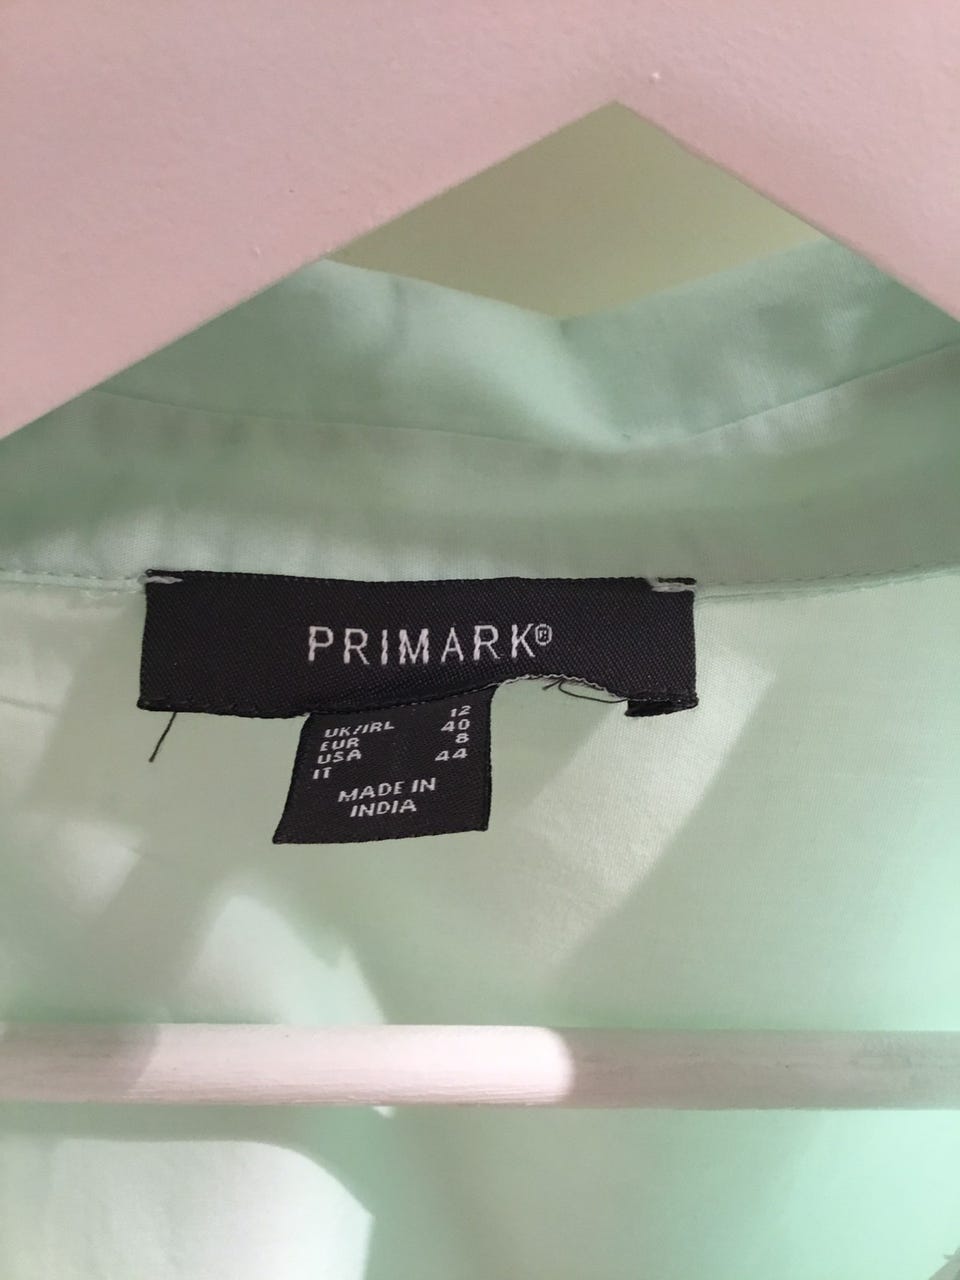 PRIMARK®
UK/IRL 12
EUR 40
USA 8
IT 44
MADE IN
INDIA